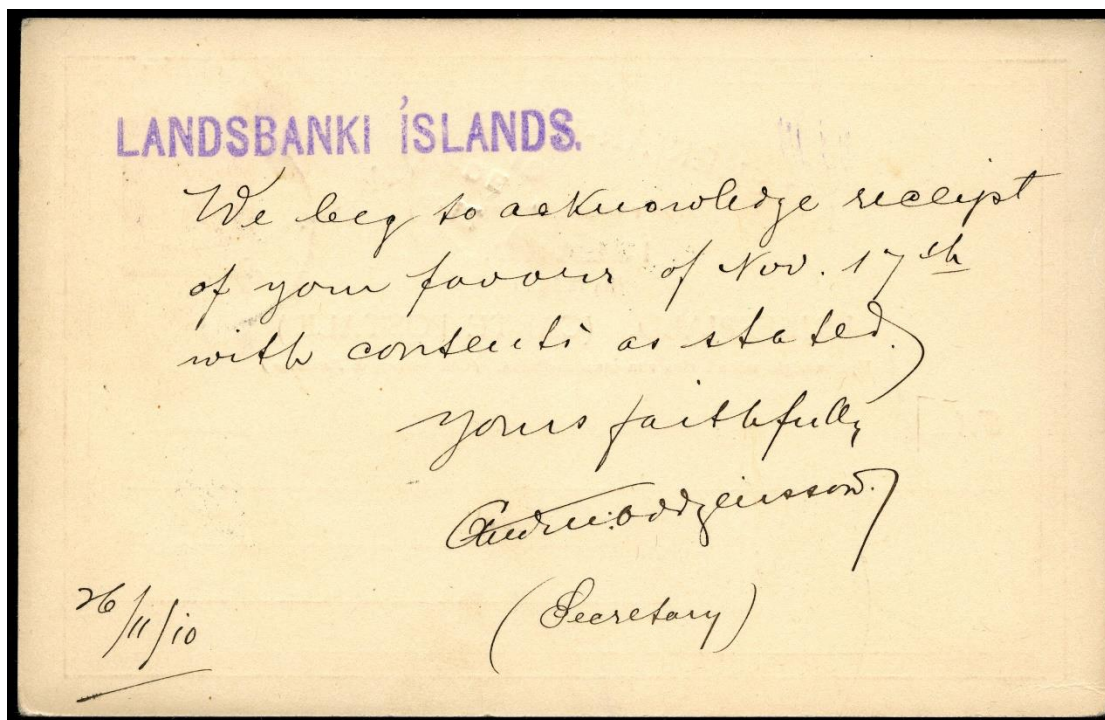 LANDSBANKI ÍSLANDS.
We beg to acknowledge receipt
of your favour of Nov. 17th
with contents as stated.
Yours faithfully
Oddgeirsson.
(Secretary)
26/11/10